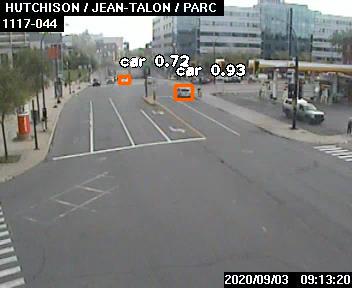 HUTCHISON / JEAN-TALON / PARC
1117-044
car 0.72
car 0.93
2020/09/03 09:13:20